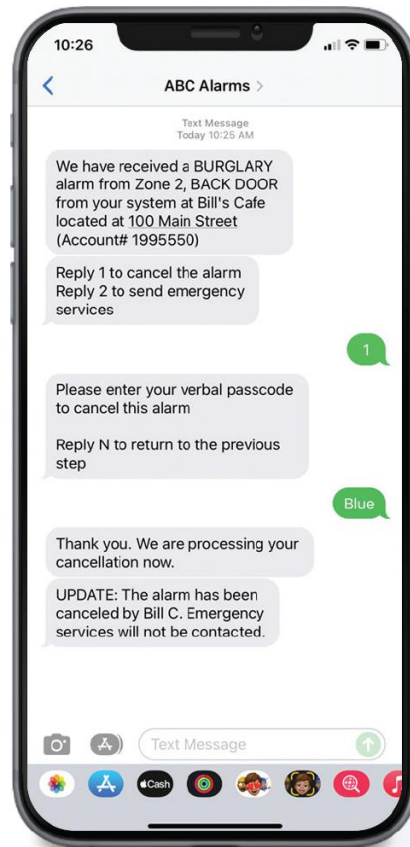 10:26
ABC Alarms >
Text Message
Today 10:25 AM
We have received a BURGLARY
alarm from Zone 2, BACK DOOR
from your system at Bill's Cafe
located at 100 Main Street
(Account# 1995550)
Reply 1 to cancel the alarm
Reply 2 to send emergency
services
1
Please enter your verbal passcode
to cancel this alarm
Reply N to return to the previous
step
Blue
Thank you. We are processing your
cancellation now.
UPDATE: The alarm has been
canceled by Bill C. Emergency
services will not be contacted.
Text Message
Cash